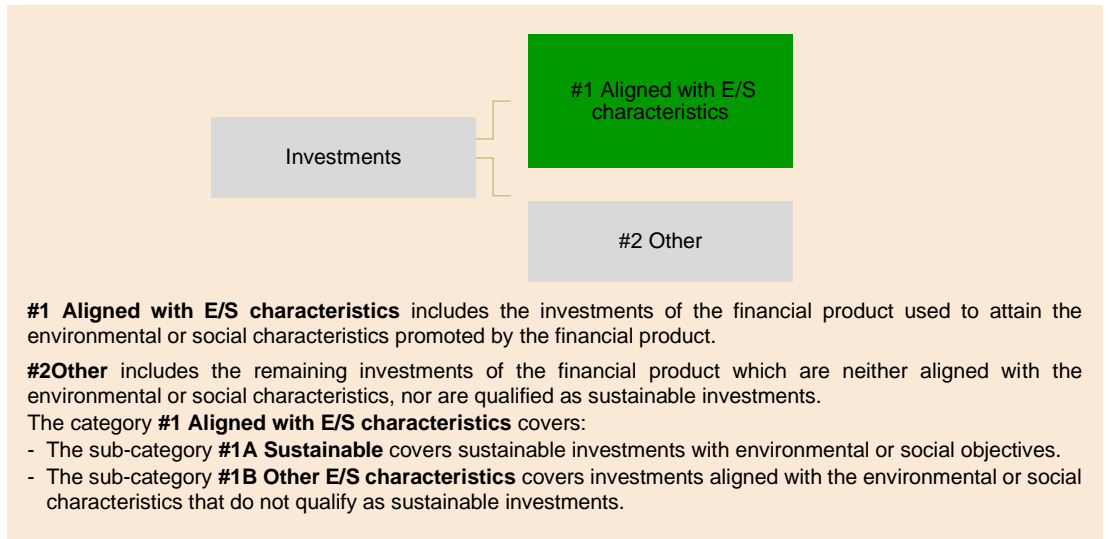 #1 Aligned with E/S
characteristics
Investments
#2 Other
#1 Aligned with E/S characteristics includes the investments of the financial product used to attain the
environmental or social characteristics promoted by the financial product.
#2Other includes the remaining investments of the financial product which are neither aligned with the
environmental or social characteristics, nor are qualified as sustainable investments.
The category #1 Aligned with E/S characteristics covers:
- The sub-category #1A Sustainable covers sustainable investments with environmental or social objectives.
- The sub-category #1B Other E/S characteristics covers investments aligned with the environmental or social
characteristics that do not qualify as sustainable investments.